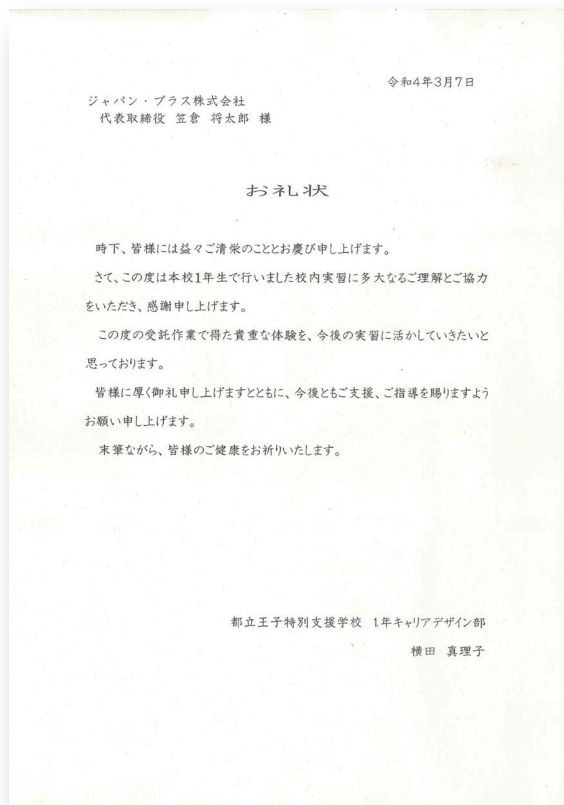 令和4年3月7日
ジャパン・プラス株式会社
代表取締役 笠倉 将太郎 様
お礼状
時下、皆様には益々ご清栄のこととお慶び申し上げます。
さて、この度は本校1年生で行いました校内実習に多大なるご理解とご協力
をいただき、感謝申し上げます。
この度の受託作業で得た貴重な体験を、今後の実習に活かしていきたいと
思っております。
皆様に厚く御礼申し上げますとともに、今後ともご支援、ご指導を賜りますよう
お願い申し上げます。
末筆ながら、皆様のご健康をお祈りいたします。
都立王子特別支援学校 1年キャリアデザイン部
横田 真理子